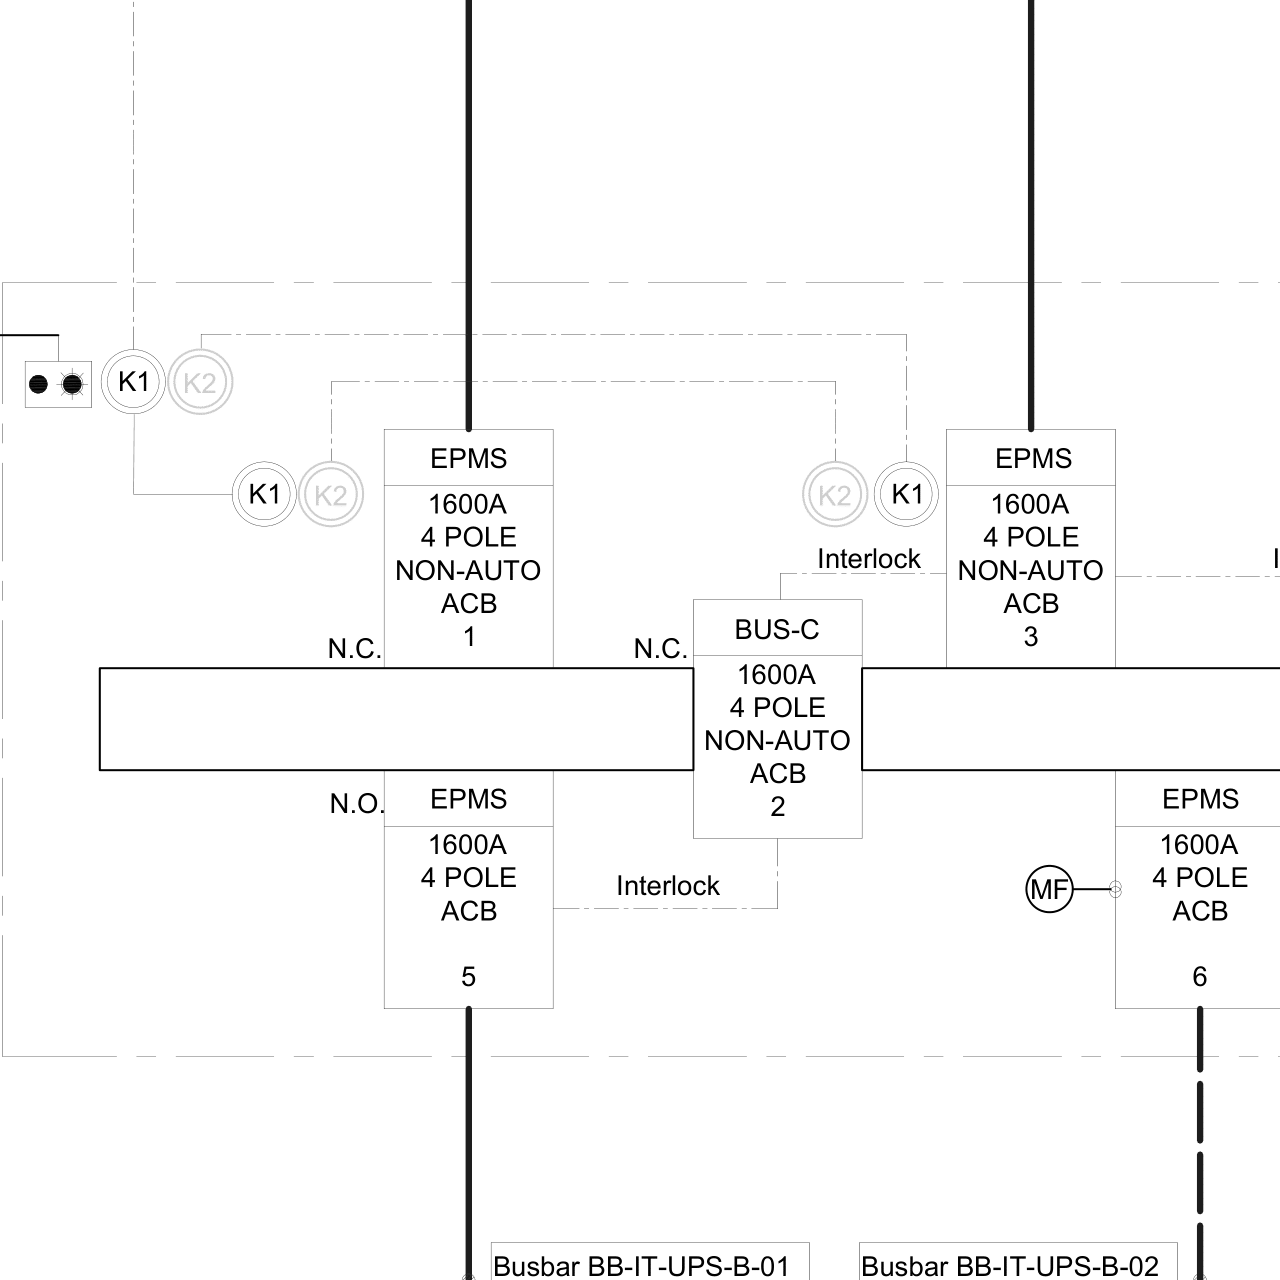 K1
K2
K1
K2
EPMS
1600A
4 POLE
NON-AUTO
ACB
1
N.C.
K2
K1
EPMS
1600A
4 POLE
NON-AUTO
ACB
3
Interlock
N.C.
BUS-C
1600A
4 POLE
NON-AUTO
ACB
2
N.O.
EPMS
1600A
4 POLE
ACB
5
Interlock
MF
EPMS
1600A
4 POLE
ACB
6
Busbar BB-IT-UPS-B-01
Busbar BB-IT-UPS-B-02